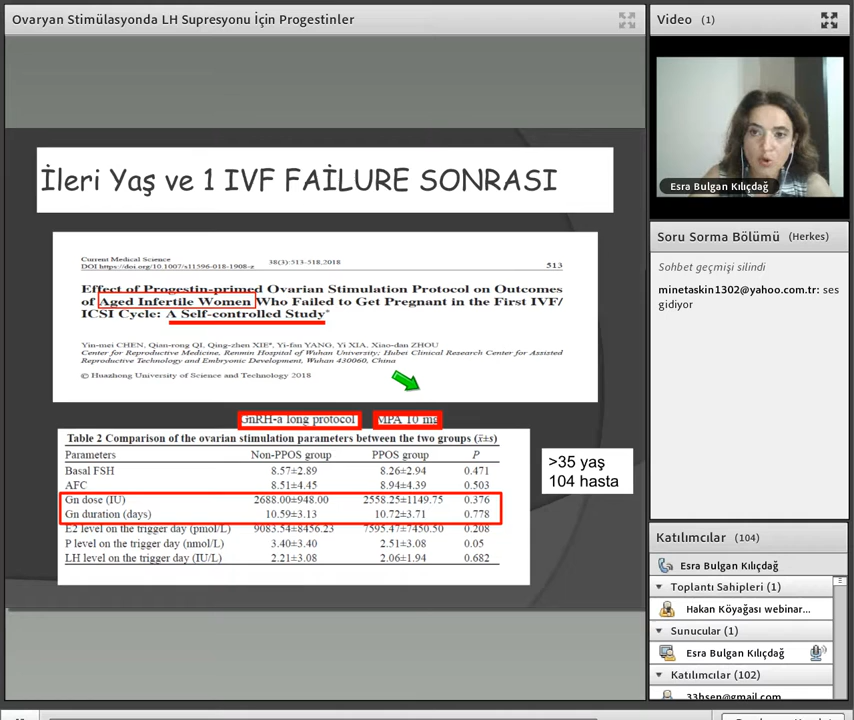 Ovaryan Stimülasyonda LH Supresyonu İçin Progestinler
İleri Yaş ve 1 IVF FAİLURE SONRASI
Current Medical Science
DOI https://doi.org/10.1007/s11596-018-1908-z
38(3):513-518,2018
513
Effect of Progestin-primed Ovarian Stimulation Protocol on Outcomes
of Aged Infertile Women Who Failed to Get Pregnant in the First IVF/
ICSI Cycle: A Self-controlled Study*
Yin-mei CHEN, Qian-rong QI, Qing-zhen XIE#, Yi-fan YANG, Yi XIA, Xiao-dan ZHOU
Center for Reproductive Medicine, Renmin Hospital of Wuhan University; Hubei Clinical Research Center for Assisted
Reproductive Technology and Embryonic Development, Wuhan 430060, China
© Huazhong University of Science and Technology 2018
GnRH-a long protocol
MPA 10 mg
Table 2 Comparison of the ovarian stimulation parameters between the two groups (x̄±s)
Parameters Non-PPOS group PPOS group P
Basal FSH 8.57±2.89 8.26±2.94 0.471
AFC 8.51±4.45 8.94±4.39 0.503
Gn dose (IU) 2688.00±948.00 2558.25±1149.75 0.376
Gn duration (days) 10.59±3.13 10.72±3.71 0.778
E2 level on the trigger day (pmol/L) 9083.54±8456.23 7595.47±7450.50 0.208
P level on the trigger day (nmol/L) 3.40±3.40 2.51±3.08 0.05
LH level on the trigger day (IU/L) 2.21±3.08 2.06±1.94 0.682
>35 yaş
104 hasta
Video (1)
Esra Bulgan Kılıçdağ
Soru Sorma Bölümü (Herkes)
Sohbet geçmişi silindi
minetaskin1302@yahoo.com.tr: ses
gidiyor
Katılımcılar (104)
Esra Bulgan Kılıçdağ
Toplantı Sahipleri (1)
Hakan Köyağası webinar...
Sunucular (1)
Esra Bulgan Kılıçdağ
Katılımcılar (102)
33hsen@gmail.com